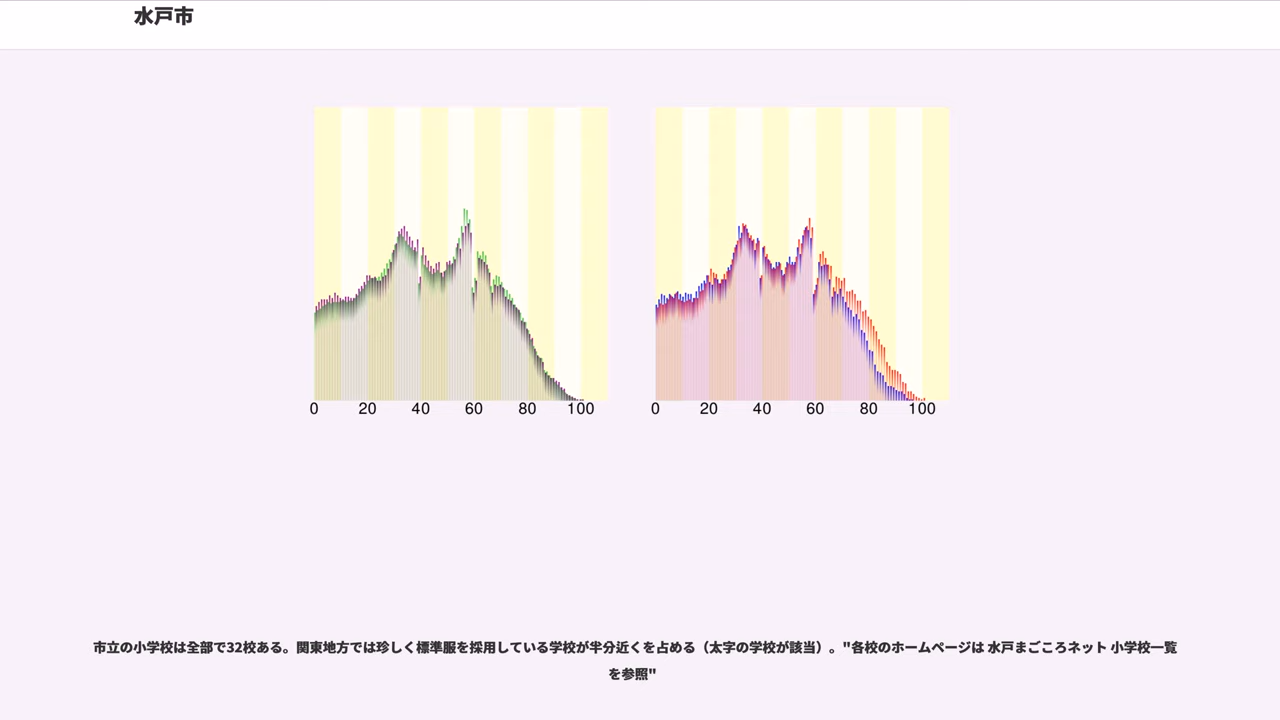 水戸市
0 20 40 60 80 100 0 20 40 60 80 100
市立の小学校は全部で32校ある。関東地方では珍しく標準服を採用している学校が半分近くを占める（太字の学校が該当）。"各校のホームページは 水戸まごころネット 小学校一覧
を参照"